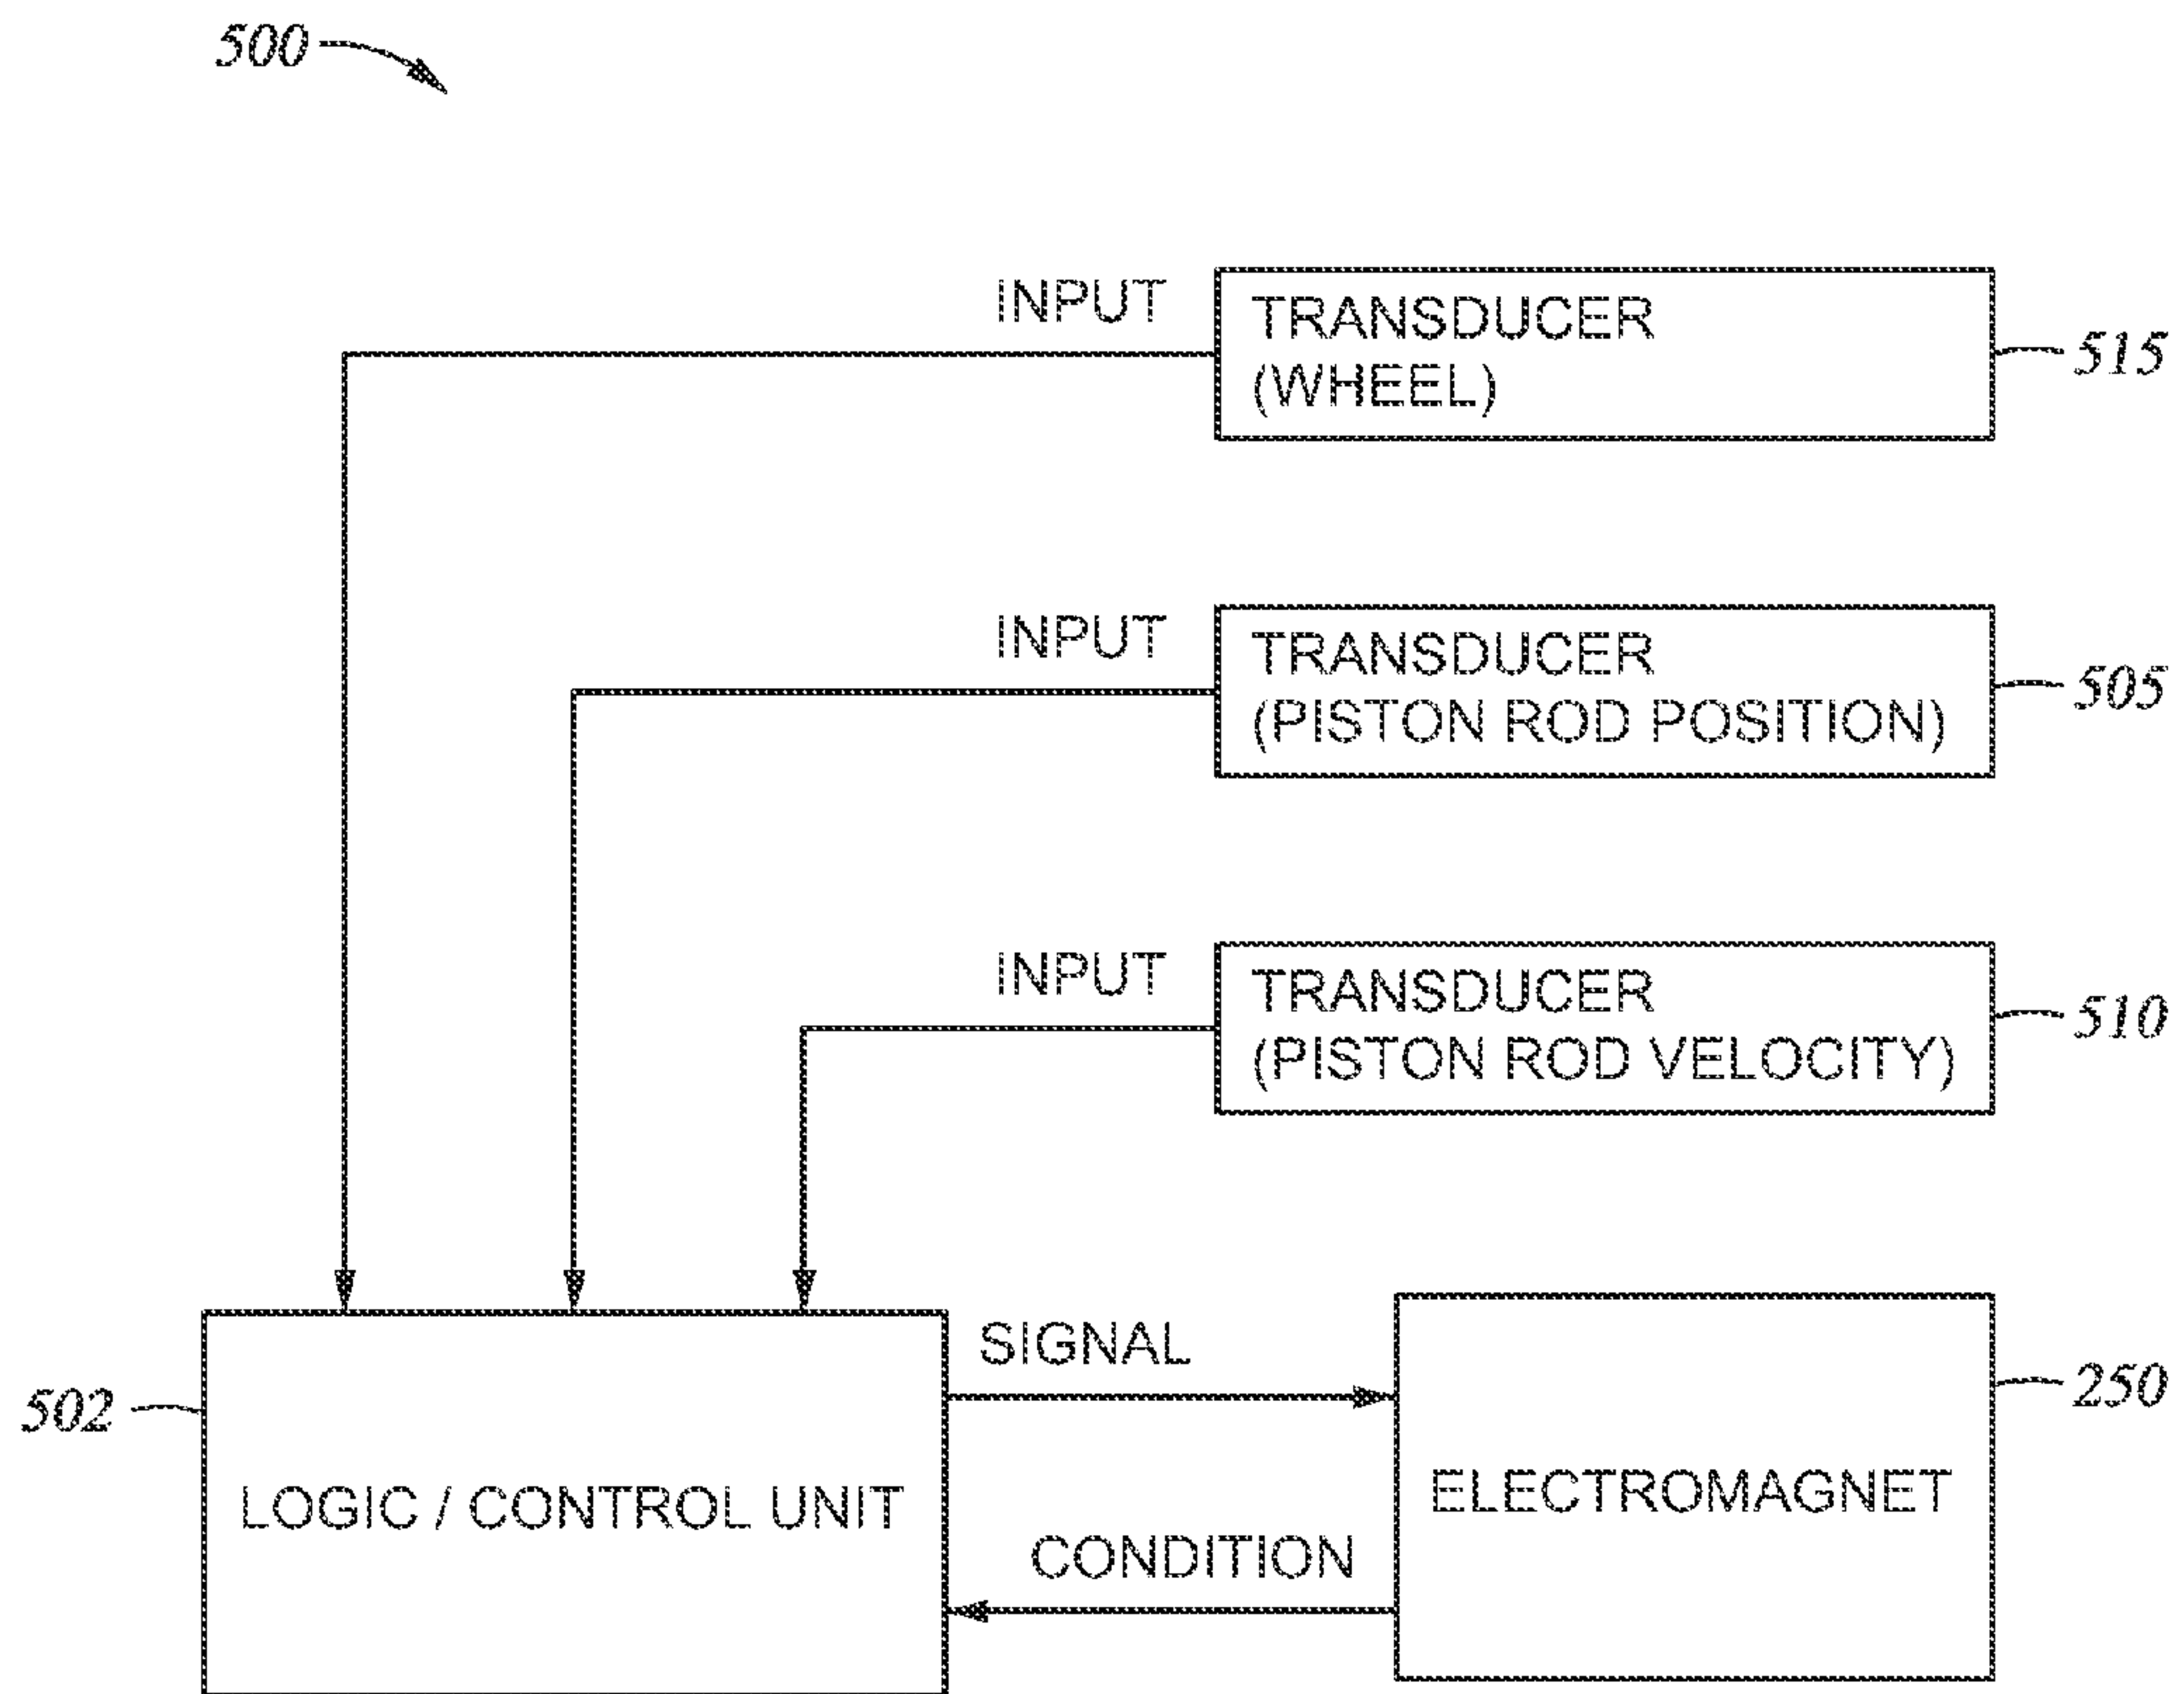 500
INPUT
TRANSDUCER
(WHEEL)
515
INPUT
TRANSDUCER
(PISTON ROD POSITION)
505
INPUT
TRANSDUCER
(PISTON ROD VELOCITY)
510
502
LOGIC / CONTROL UNIT
SIGNAL
CONDITION
ELECTROMAGNET
250